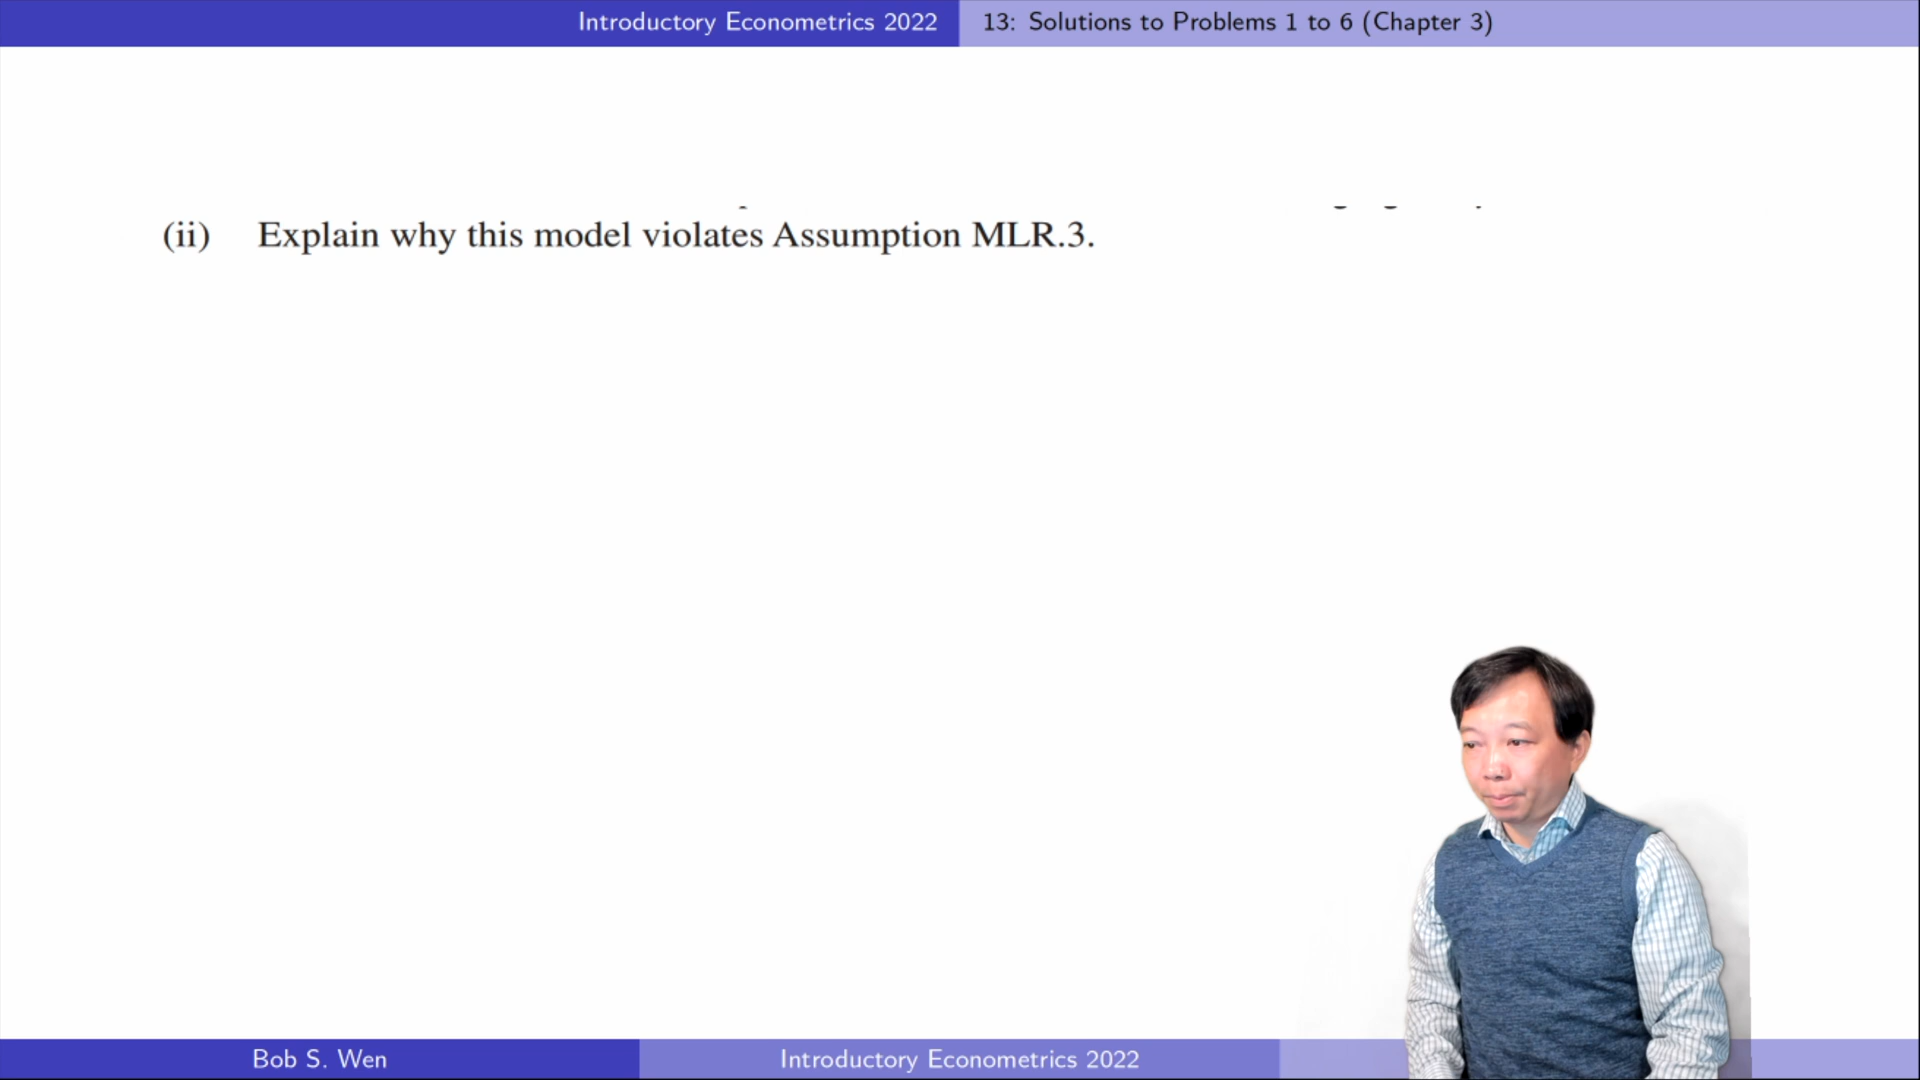 Introductory Econometrics 2022
13: Solutions to Problems 1 to 6 (Chapter 3)
(ii) Explain why this model violates Assumption MLR.3.
Bob S. Wen
Introductory Econometrics 2022